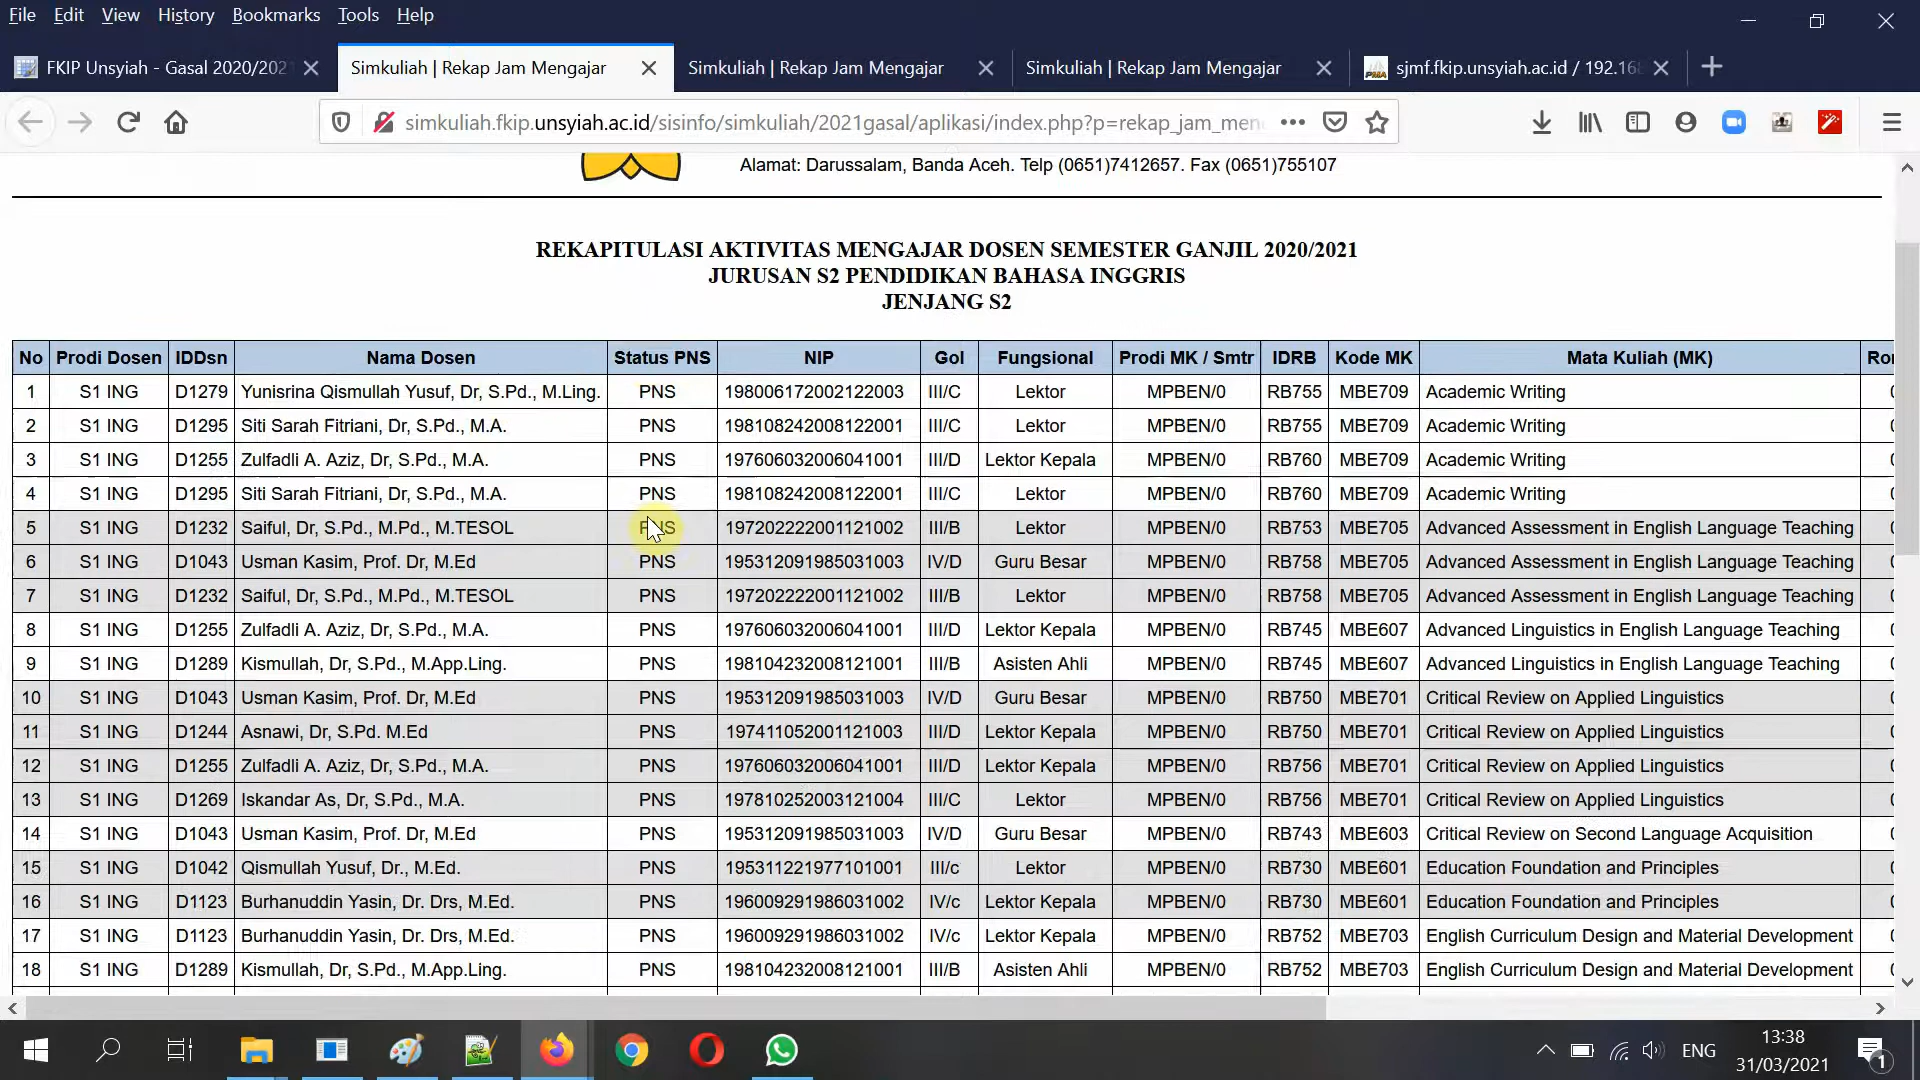 File Edit View History Bookmarks Tools Help
FKIP Unsyiah - Gasal 2020/202
Simkuliah | Rekap Jam Mengajar
Simkuliah | Rekap Jam Mengajar
Simkuliah | Rekap Jam Mengajar
sjmf.fkip.unsyiah.ac.id / 192.16
simkuliah.fkip.unsyiah.ac.id/sisinfo/simkuliah/2021gasal/aplikasi/index.php?p=rekap_jam_men
Alamat: Darussalam, Banda Aceh. Telp (0651)7412657. Fax (0651)755107
REKAPITULASI AKTIVITAS MENGAJAR DOSEN SEMESTER GANJIL 2020/2021
JURUSAN S2 PENDIDIKAN BAHASA INGGRIS
JENJANG S2
No Prodi Dosen IDDsn Nama Dosen Status PNS NIP Gol Fungsional Prodi MK / Smtr IDRB Kode MK Mata Kuliah (MK)
1 S1 ING D1279 Yunisrina Qismullah Yusuf, Dr, S.Pd., M.Ling. PNS 198006172002122003 III/C Lektor MPBEN/0 RB755 MBE709 Academic Writing
2 S1 ING D1295 Siti Sarah Fitriani, Dr, S.Pd., M.A. PNS 198108242008122001 III/C Lektor MPBEN/0 RB755 MBE709 Academic Writing
3 S1 ING D1255 Zulfadli A. Aziz, Dr, S.Pd., M.A. PNS 197606032006041001 III/D Lektor Kepala MPBEN/0 RB760 MBE709 Academic Writing
4 S1 ING D1295 Siti Sarah Fitriani, Dr, S.Pd., M.A. PNS 198108242008122001 III/C Lektor MPBEN/0 RB760 MBE709 Academic Writing
5 S1 ING D1232 Saiful, Dr, S.Pd., M.Pd., M.TESOL PNS 197202222001121002 III/B Lektor MPBEN/0 RB753 MBE705 Advanced Assessment in English Language Teaching
6 S1 ING D1043 Usman Kasim, Prof. Dr, M.Ed PNS 195312091985031003 IV/D Guru Besar MPBEN/0 RB758 MBE705 Advanced Assessment in English Language Teaching
7 S1 ING D1232 Saiful, Dr, S.Pd., M.Pd., M.TESOL PNS 197202222001121002 III/B Lektor MPBEN/0 RB758 MBE705 Advanced Assessment in English Language Teaching
8 S1 ING D1255 Zulfadli A. Aziz, Dr, S.Pd., M.A. PNS 197606032006041001 III/D Lektor Kepala MPBEN/0 RB745 MBE607 Advanced Linguistics in English Language Teaching
9 S1 ING D1289 Kismullah, Dr, S.Pd., M.App.Ling. PNS 198104232008121001 III/B Asisten Ahli MPBEN/0 RB745 MBE607 Advanced Linguistics in English Language Teaching
10 S1 ING D1043 Usman Kasim, Prof. Dr, M.Ed PNS 195312091985031003 IV/D Guru Besar MPBEN/0 RB750 MBE701 Critical Review on Applied Linguistics
11 S1 ING D1244 Asnawi, Dr, S.Pd. M.Ed PNS 197411052001121003 III/D Lektor Kepala MPBEN/0 RB750 MBE701 Critical Review on Applied Linguistics
12 S1 ING D1255 Zulfadli A. Aziz, Dr, S.Pd., M.A. PNS 197606032006041001 III/D Lektor Kepala MPBEN/0 RB756 MBE701 Critical Review on Applied Linguistics
13 S1 ING D1269 Iskandar As, Dr, S.Pd., M.A. PNS 197810252003121004 III/C Lektor MPBEN/0 RB756 MBE701 Critical Review on Applied Linguistics
14 S1 ING D1043 Usman Kasim, Prof. Dr, M.Ed PNS 195312091985031003 IV/D Guru Besar MPBEN/0 RB743 MBE603 Critical Review on Second Language Acquisition
15 S1 ING D1042 Qismullah Yusuf, Dr., M.Ed. PNS 195311221977101001 III/c Lektor MPBEN/0 RB730 MBE601 Education Foundation and Principles
16 S1 ING D1123 Burhanuddin Yasin, Dr. Drs, M.Ed. PNS 196009291986031002 IV/c Lektor Kepala MPBEN/0 RB730 MBE601 Education Foundation and Principles
17 S1 ING D1123 Burhanuddin Yasin, Dr. Drs, M.Ed. PNS 196009291986031002 IV/c Lektor Kepala MPBEN/0 RB752 MBE703 English Curriculum Design and Material Development
18 S1 ING D1289 Kismullah, Dr, S.Pd., M.App.Ling. PNS 198104232008121001 III/B Asisten Ahli MPBEN/0 RB752 MBE703 English Curriculum Design and Material Development
ENG
13:38
31/03/2021
1